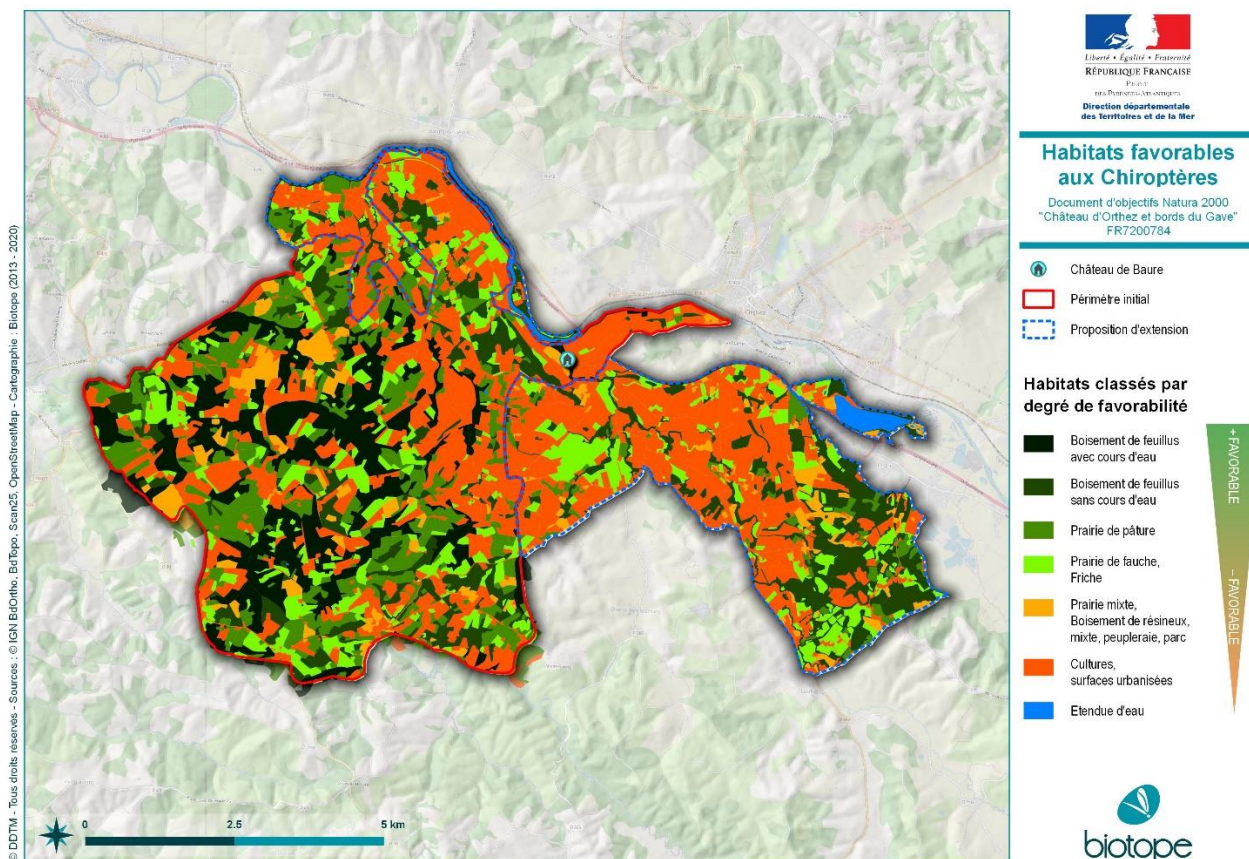 Liberté • Égalité • Fraternité
RÉPUBLIQUE FRANÇAISE
PRÉFET
DES PYRÉNÉES-ATLANTIQUES
Direction départementale
des Territoires et de la Mer
Habitats favorables
aux Chiroptères
Document d'objectifs Natura 2000
"Château d'Orthez et bords du Gave"
FR7200784
Château de Baure
Périmètre initial
Proposition d'extension
Habitats classés par
degré de favorabilité
Boisement de feuillus
avec cours d'eau
Boisement de feuillus
sans cours d'eau
Prairie de pâture
Prairie de fauche,
Friche
Prairie mixte,
Boisement de résineux,
mixte, peupleraie, parc
Cultures,
surfaces urbanisées
Etendue d'eau
+ FAVORABLE
– FAVORABLE
biotope
0 2.5 5 km
© DDTM - Tous droits réservés - Sources : © IGN BdOrtho, BdTopo, Scan25, OpenStreetMap - Cartographie : Biotope (2013 - 2020)